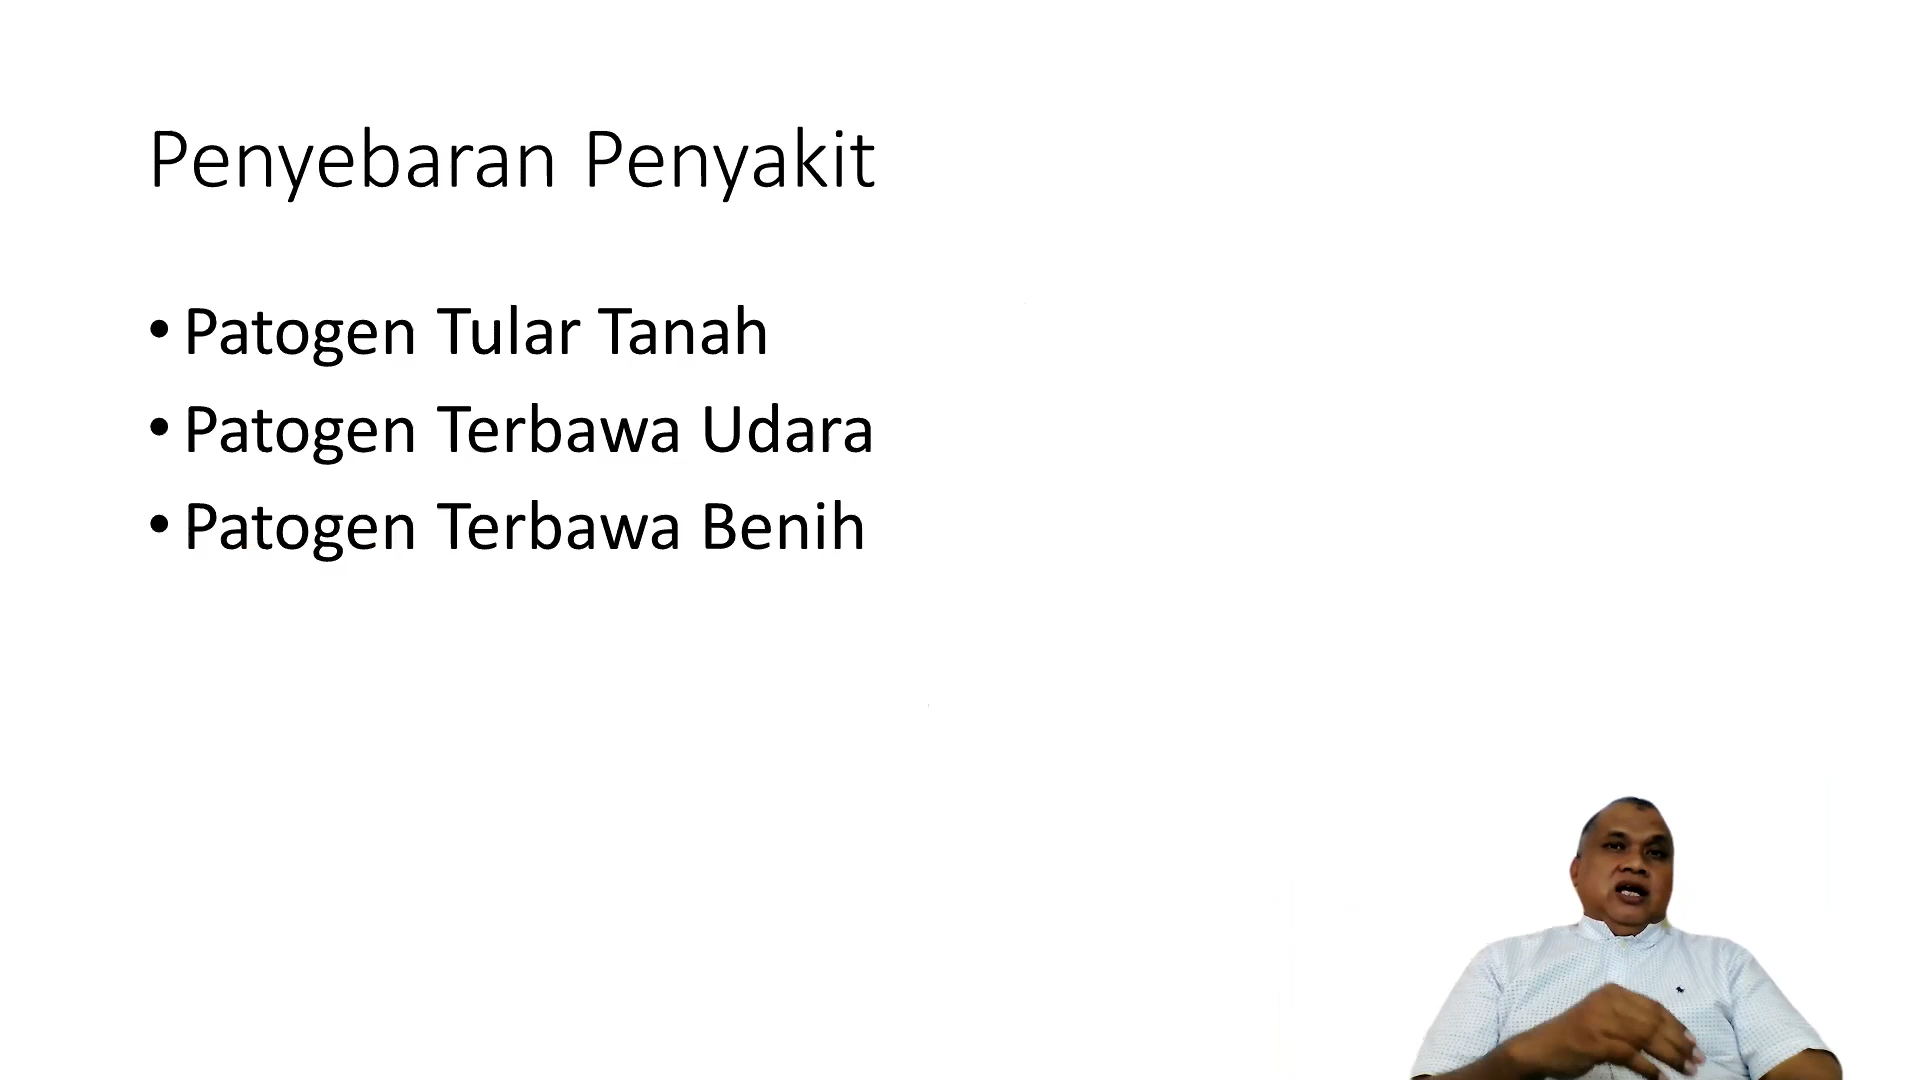 Penyebaran Penyakit
• Patogen Tular Tanah
• Patogen Terbawa Udara
• Patogen Terbawa Benih